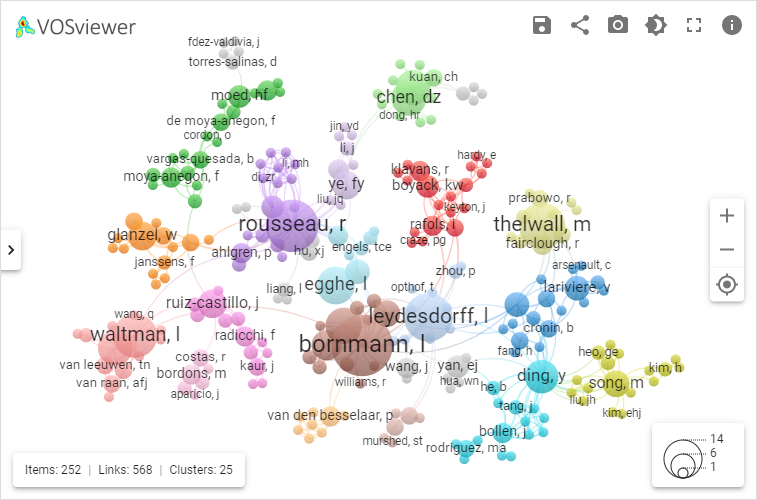 VOSviewer
fdez-valdivia, j
torres-salinas, d
kuan, ch
moed, hf
chen, dz
dong, hr
de moya-anegon, f
jin, yd
cordon, o
li, j
hardy, e
vargas-quesada, b
li, mh
klavans, r
moya-anegon, f
di, zr
ye, fy
boyack, kw
liu, jq
prabowo, r
keyton, j
rousseau, r
rafols, i
thelwall, m
glanzel, w
craze, pg
fairclough, r
engels, tce
ahlgren, p
hu, xj
janssens, f
zhou, p
arsenault, c
egghe, l
opthof, t
lariviere, v
liang, l
ruiz-castillo, j
wang, q
leydesdorff, l
waltman, l
radicchi, f
cronin, b
bornmann, l
fang, h
heo, ge
costas, r
van leeuwen, tn
kaur, j
wang, j
yan, ej
kim, h
bordons, m
ding, y
van raan, afj
williams, r
hua, wn
song, m
aparicio, j
he, b
liu, jh
tang, j
van den besselaar, p
kim, ehj
bollen, j
murshed, st
rodriguez, ma
14
6
1
Items: 252 | Links: 568 | Clusters: 25